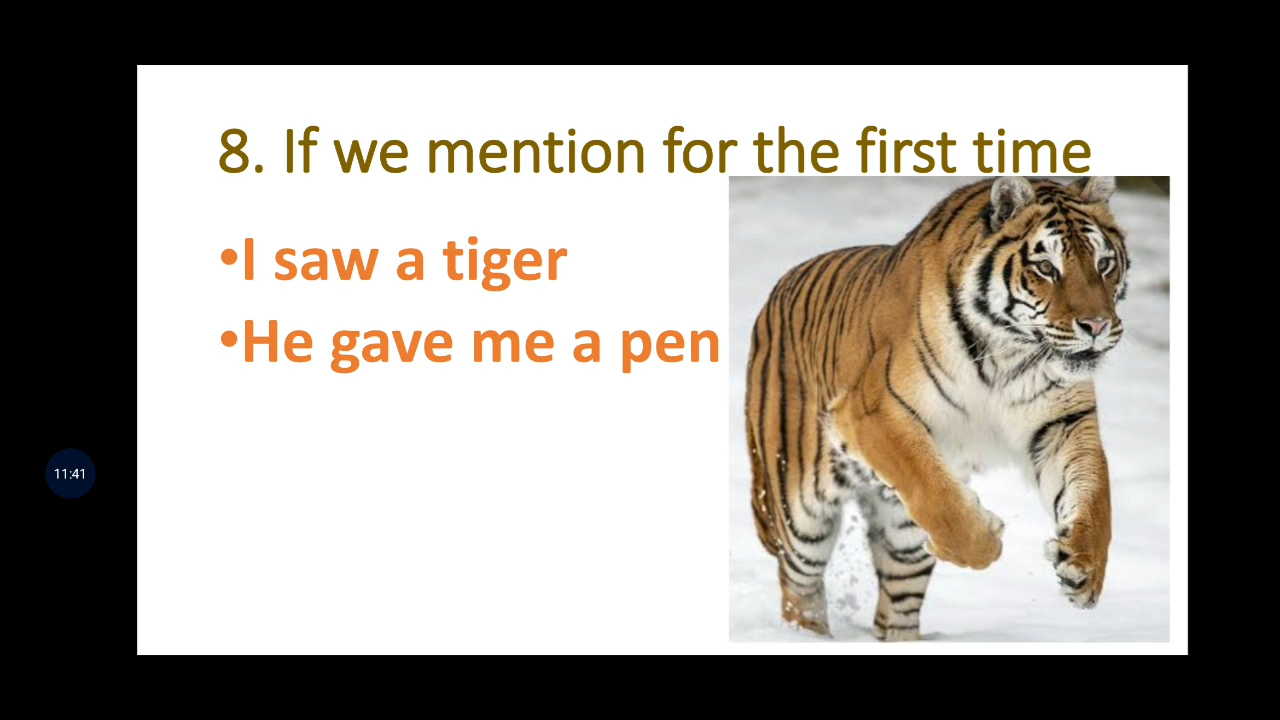 8. If we mention for the first time
•I saw a tiger
•He gave me a pen
11:41